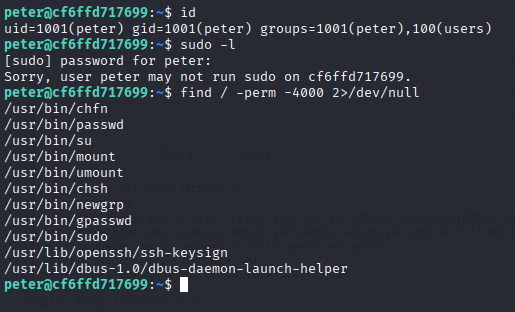 peter@cf6ffd717699:~$ id
uid=1001(peter) gid=1001(peter) groups=1001(peter),100(users)
peter@cf6ffd717699:~$ sudo -l
[sudo] password for peter:
Sorry, user peter may not run sudo on cf6ffd717699.
peter@cf6ffd717699:~$ find / -perm -4000 2>/dev/null
/usr/bin/chfn
/usr/bin/passwd
/usr/bin/su
/usr/bin/mount
/usr/bin/umount
/usr/bin/chsh
/usr/bin/newgrp
/usr/bin/gpasswd
/usr/bin/sudo
/usr/lib/openssh/ssh-keysign
/usr/lib/dbus-1.0/dbus-daemon-launch-helper
peter@cf6ffd717699:~$